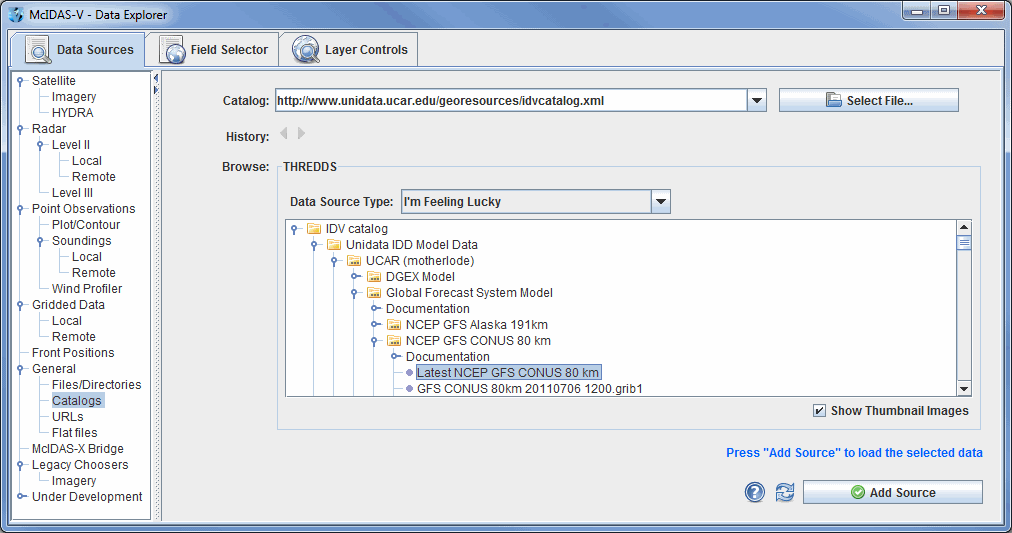 McIDAS-V - Data Explorer
Data Sources
Field Selector
Layer Controls
Satellite
Imagery
HYDRA
Radar
Level II
Local
Remote
Level III
Point Observations
Plot/Contour
Soundings
Local
Remote
Wind Profiler
Gridded Data
Local
Remote
Front Positions
General
Files/Directories
Catalogs
URLs
Flat files
McIDAS-X Bridge
Legacy Choosers
Imagery
Under Development
Catalog: http://www.unidata.ucar.edu/georesources/idvcatalog.xml
Select File...
History:
Browse:
THREDDS
Data Source Type: I'm Feeling Lucky
IDV catalog
Unidata IDD Model Data
UCAR (motherlode)
DGEX Model
Global Forecast System Model
Documentation
NCEP GFS Alaska 191km
NCEP GFS CONUS 80 km
Documentation
Latest NCEP GFS CONUS 80 km
GFS CONUS 80km 20110706 1200.grib1
Show Thumbnail Images
Press "Add Source" to load the selected data
?
Add Source